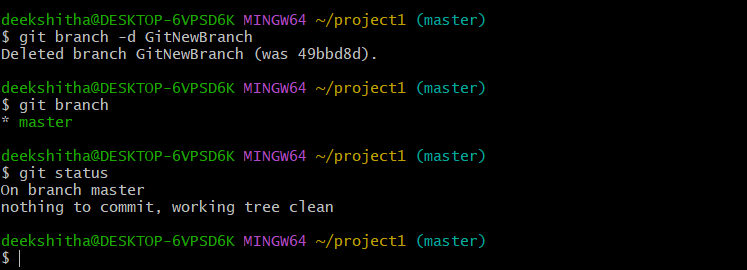 deekshitha@DESKTOP-6VPSD6K MINGW64 ~/project1 (master)
$ git branch -d GitNewBranch
Deleted branch GitNewBranch (was 49bbd8d).
deekshitha@DESKTOP-6VPSD6K MINGW64 ~/project1 (master)
$ git branch
* master
deekshitha@DESKTOP-6VPSD6K MINGW64 ~/project1 (master)
$ git status
On branch master
nothing to commit, working tree clean
deekshitha@DESKTOP-6VPSD6K MINGW64 ~/project1 (master)
$